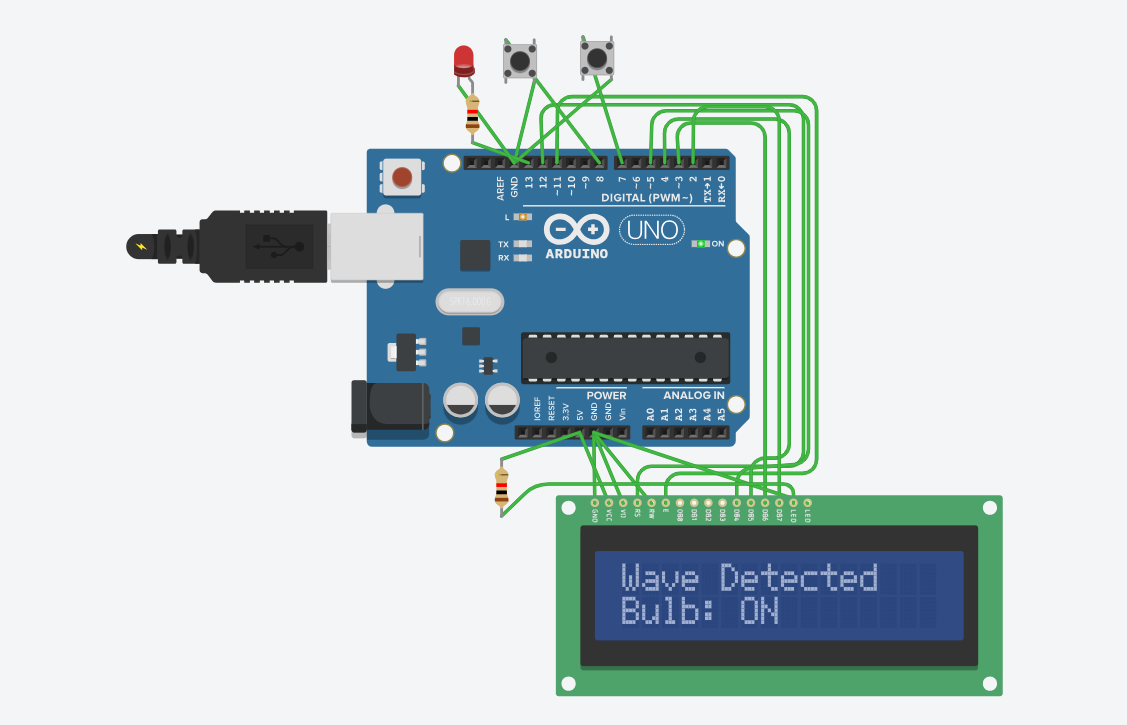 AREF
GND
13
12
~11
~10
~9
8
7
~6
~5
4
~3
2
TX→1
RX←0
DIGITAL (PWM~)
L
TX
RX
ARDUINO
UNO
ON
POWER
ANALOG IN
IOREF
RESET
3.3V
5V
GND
GND
Vin
A0
A1
A2
A3
A4
A5
GND
VCC
V0
RS
RW
E
DB0
DB1
DB2
DB3
DB4
DB5
DB6
DB7
LED
LED
Wave Detected
Bulb: ON